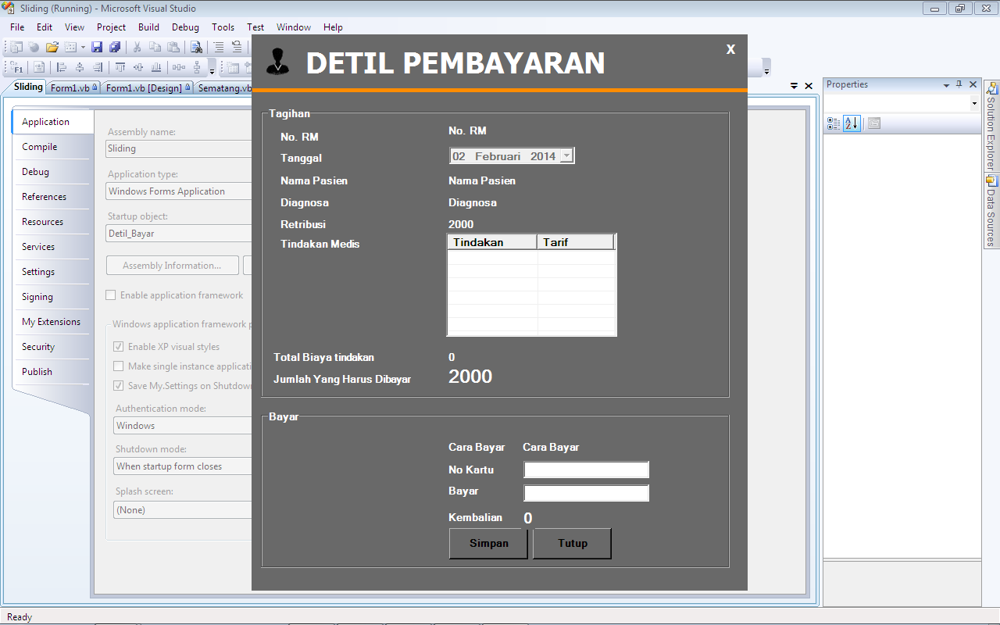 Sliding (Running) - Microsoft Visual Studio
File Edit View Project Build Debug Tools Test Window Help
Sliding Form1.vb Form1.vb [Design] Sematang.vb
Properties
Solution Explorer
Data Sources
Application
Compile
Debug
References
Resources
Services
Settings
Signing
My Extensions
Security
Publish
Assembly name:
Sliding
Application type:
Windows Forms Application
Startup object:
Detil_Bayar
Assembly Information...
Enable application framework
Windows application framework p
Enable XP visual styles
Make single instance applicati
Save My.Settings on Shutdow
Authentication mode:
Windows
Shutdown mode:
When startup form closes
Splash screen:
(None)
DETIL PEMBAYARAN X
Tagihan
No. RM No. RM
Tanggal 02 Februari 2014
Nama Pasien Nama Pasien
Diagnosa Diagnosa
Retribusi 2000
Tindakan Medis Tindakan Tarif
Total Biaya tindakan 0
Jumlah Yang Harus Dibayar 2000
Bayar
Cara Bayar Cara Bayar
No Kartu
Bayar
Kembalian 0
Simpan Tutup
Ready